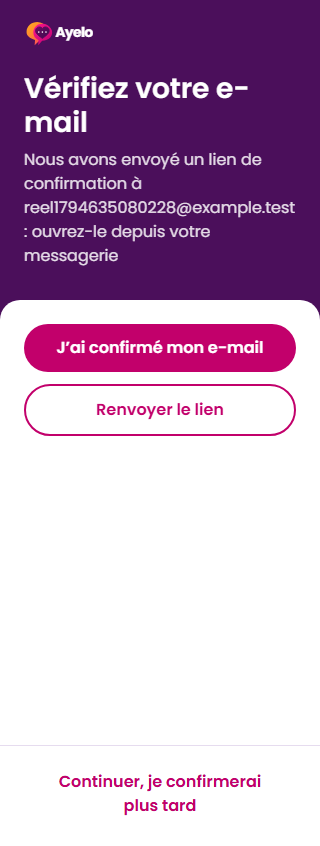 Ayelo
Vérifiez votre e-
mail
Nous avons envoyé un lien de
confirmation à
reel1794635080228@example.test
: ouvrez-le depuis votre
messagerie
J’ai confirmé mon e-mail
Renvoyer le lien
Continuer, je confirmerai
plus tard